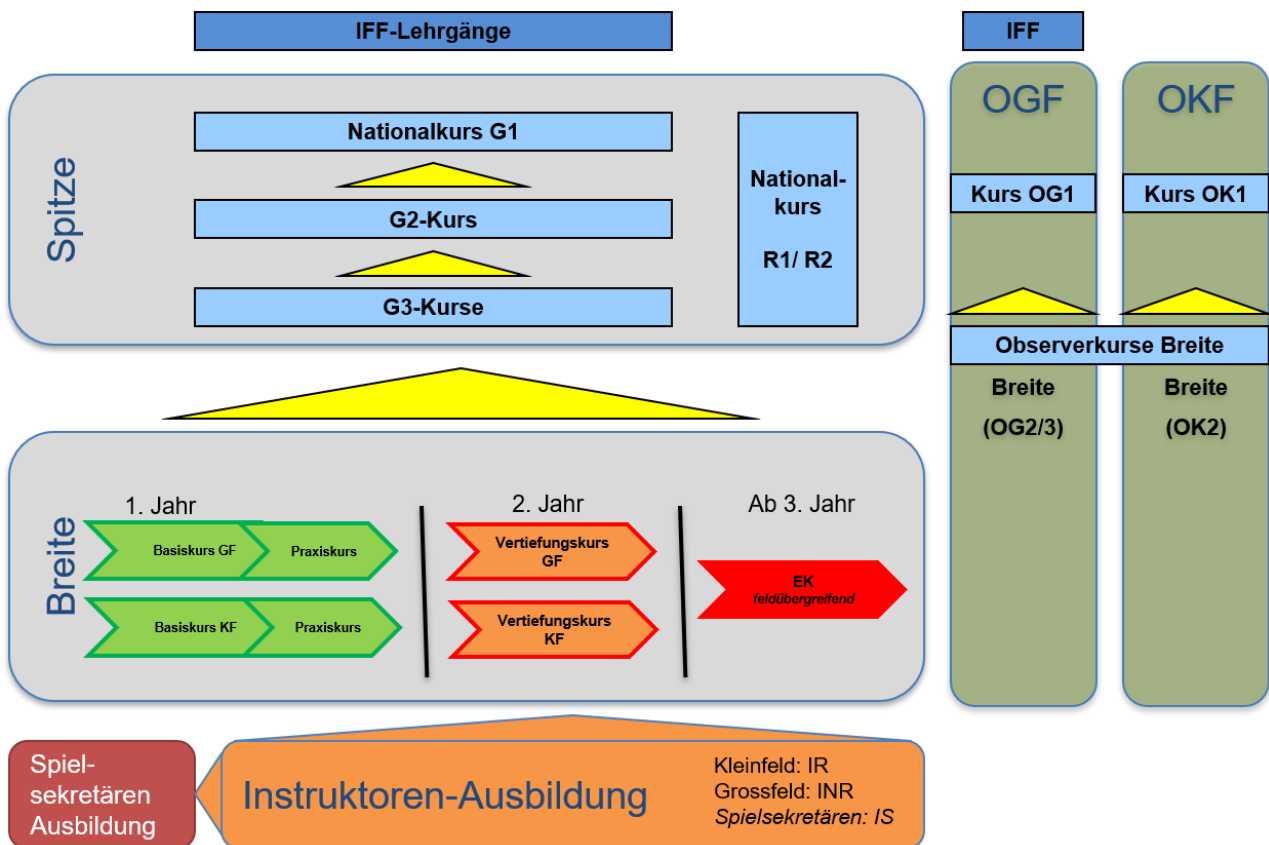 IFF-Lehrgänge
IFF
Spitze
Nationalkurs G1
G2-Kurs
G3-Kurse
National-
kurs
R1/ R2
OGF
OKF
Kurs OG1
Kurs OK1
Observerkurse Breite
Breite
(OG2/3)
Breite
(OK2)
Breite
1. Jahr
2. Jahr
Ab 3. Jahr
Basiskurs GF
Praxiskurs
Vertiefungskurs
GF
Basiskurs KF
Praxiskurs
Vertiefungskurs
KF
EK
feldübergreifend
Spiel-
sekretären
Ausbildung
Instruktoren-Ausbildung
Kleinfeld: IR
Grossfeld: INR
Spielsekretären: IS